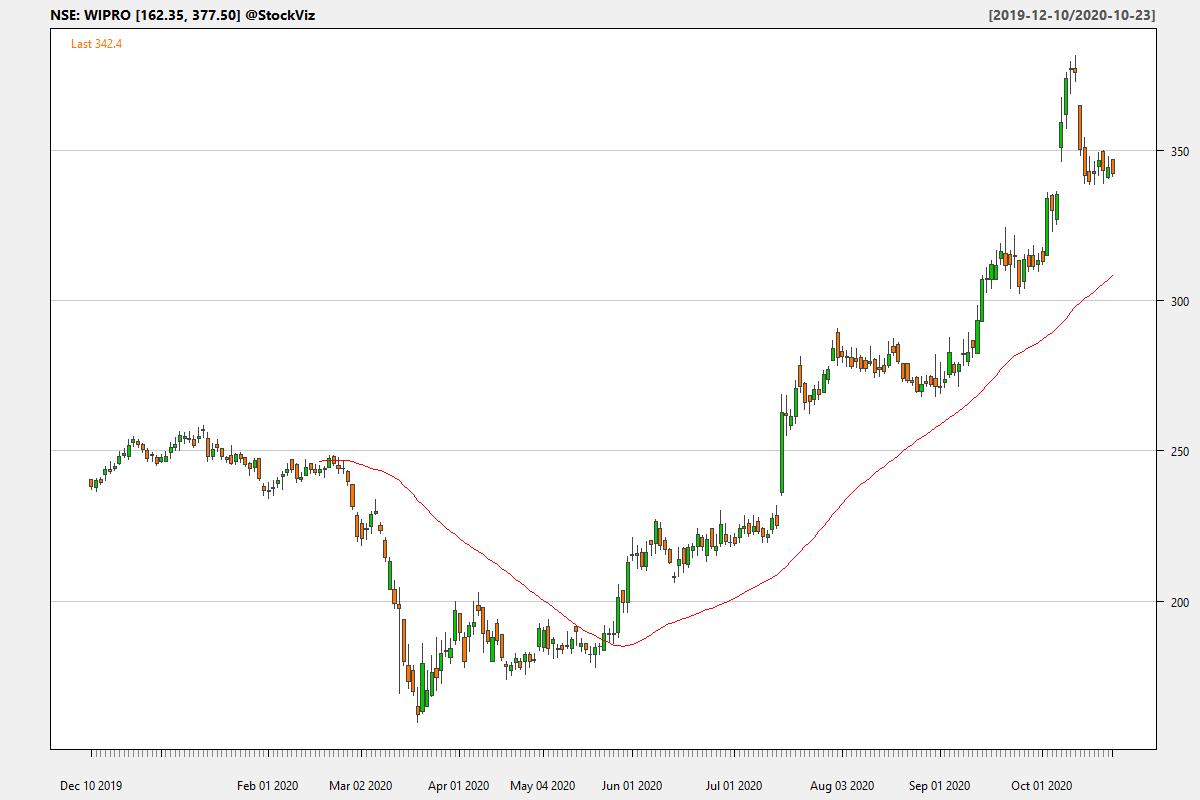 NSE: WIPRO [162.35, 377.50] @StockViz [2019-12-10/2020-10-23]
Last 342.4
350
300
250
200
Dec 10 2019 Feb 01 2020 Mar 02 2020 Apr 01 2020 May 04 2020 Jun 01 2020 Jul 01 2020 Aug 03 2020 Sep 01 2020 Oct 01 2020